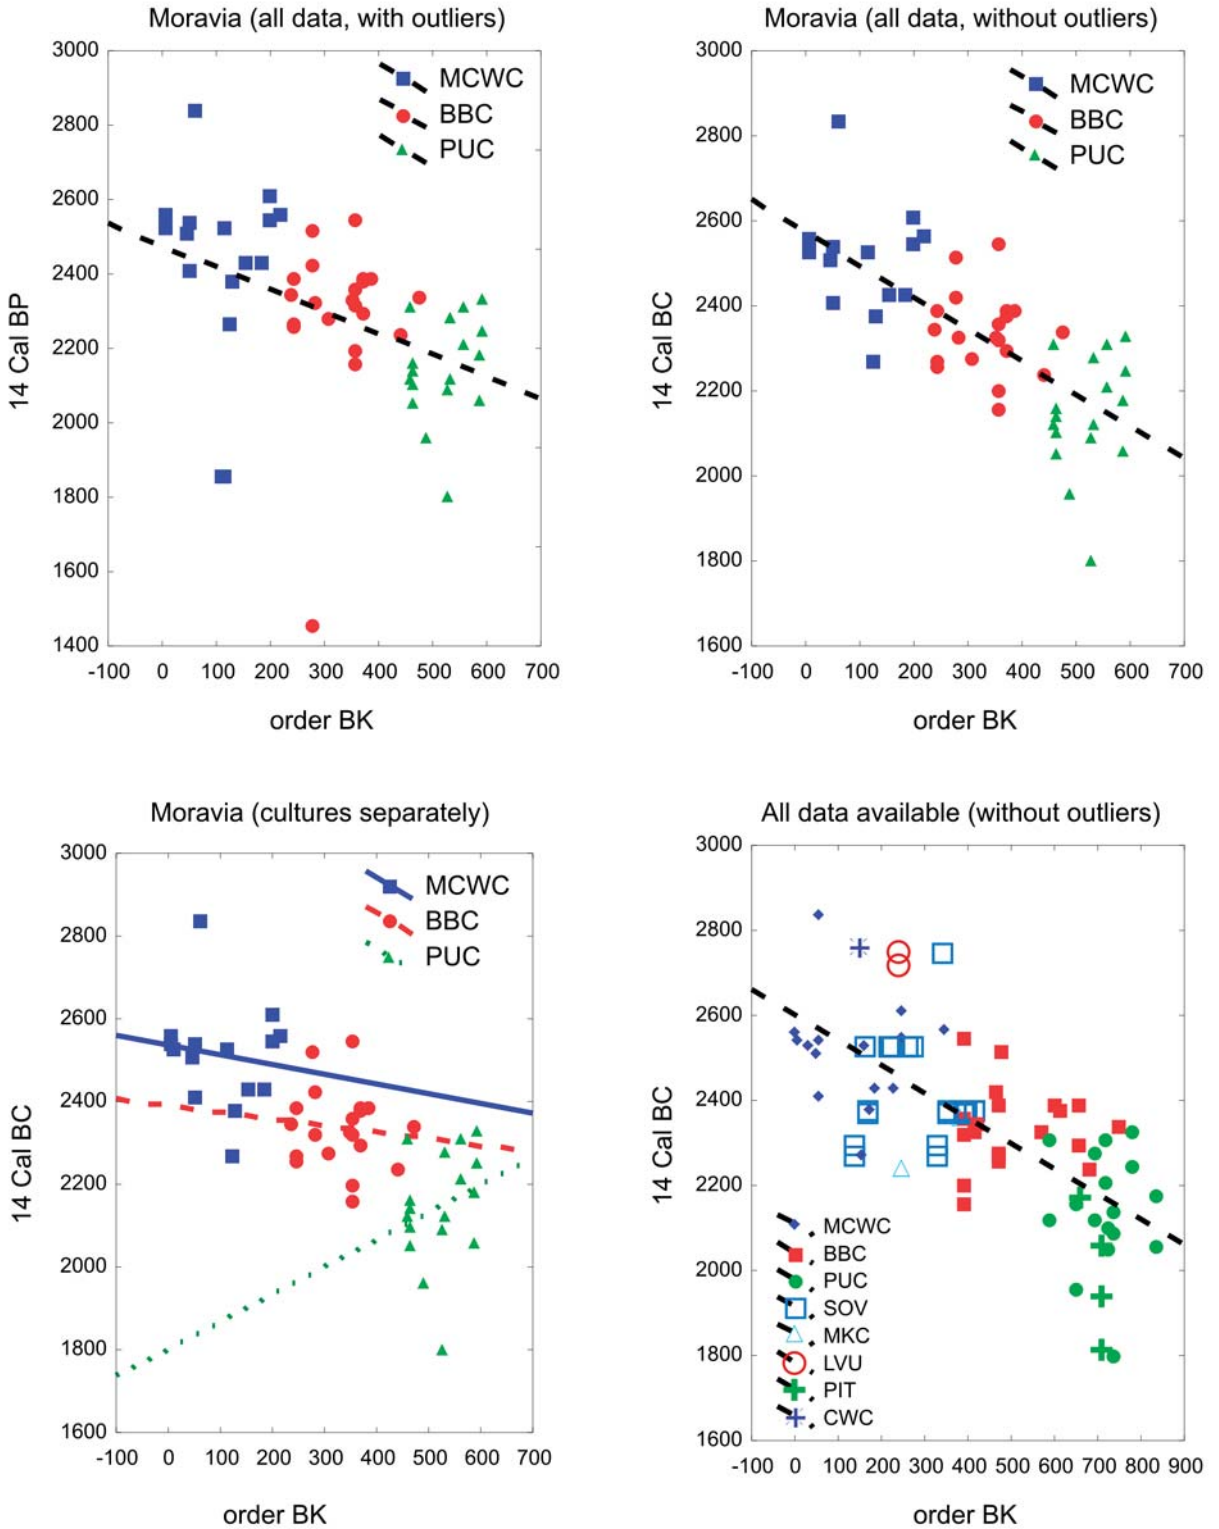 Moravia (all data, with outliers)
3000
2800
2600
2400
2200
2000
1800
1600
1400
14 Cal BP
MCWC
BBC
PUC
-100 0 100 200 300 400 500 600 700
order BK
Moravia (all data, without outliers)
3000
2800
2600
2400
2200
2000
1800
1600
14 Cal BC
MCWC
BBC
PUC
-100 0 100 200 300 400 500 600 700
order BK
Moravia (cultures separately)
3000
2800
2600
2400
2200
2000
1800
1600
14 Cal BC
MCWC
BBC
PUC
-100 0 100 200 300 400 500 600 700
order BK
All data available (without outliers)
3000
2800
2600
2400
2200
2000
1800
1600
14 Cal BC
MCWC
BBC
PUC
SOV
MKC
LVU
PIT
CWC
-100 0 100 200 300 400 500 600 700 800 900
order BK